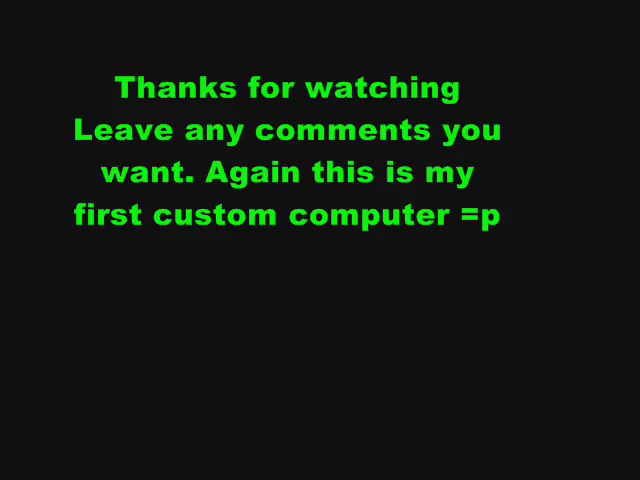 Thanks for watching
Leave any comments you
want. Again this is my
first custom computer =p